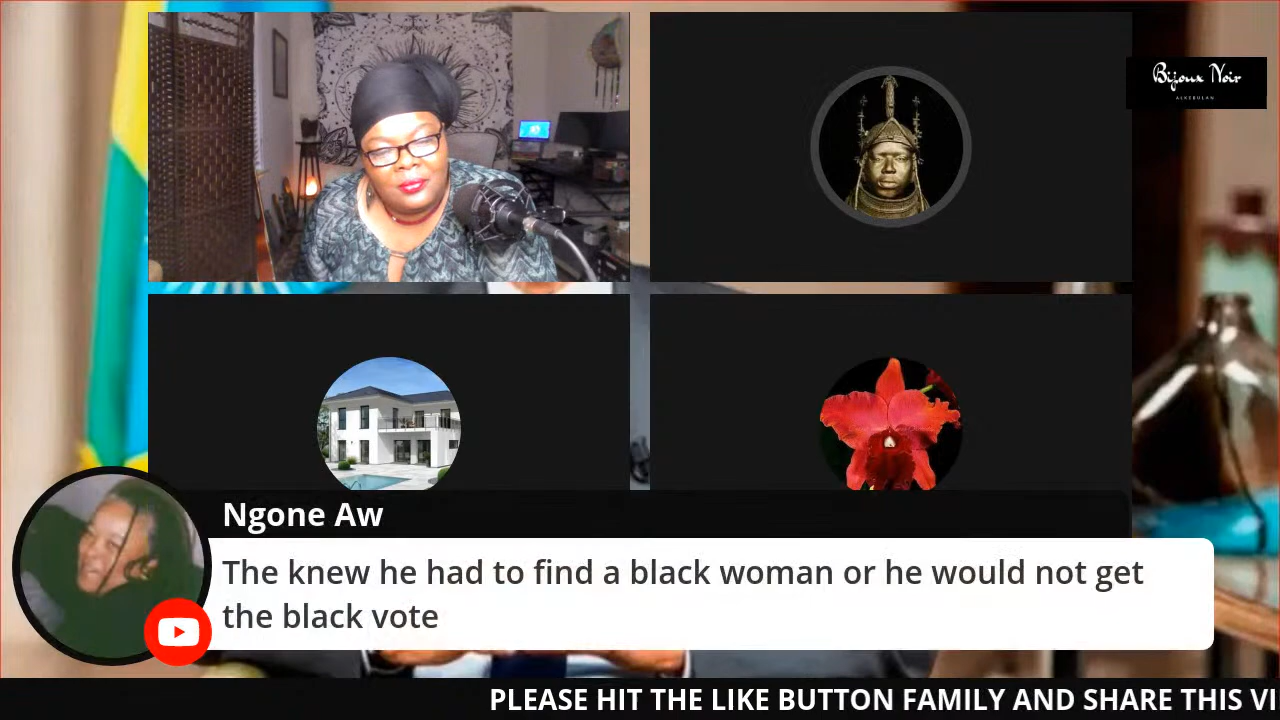 Bijoux Noir
ALKEBULAN
Ngone Aw
The knew he had to find a black woman or he would not get
the black vote
PLEASE HIT THE LIKE BUTTON FAMILY AND SHARE THIS VI